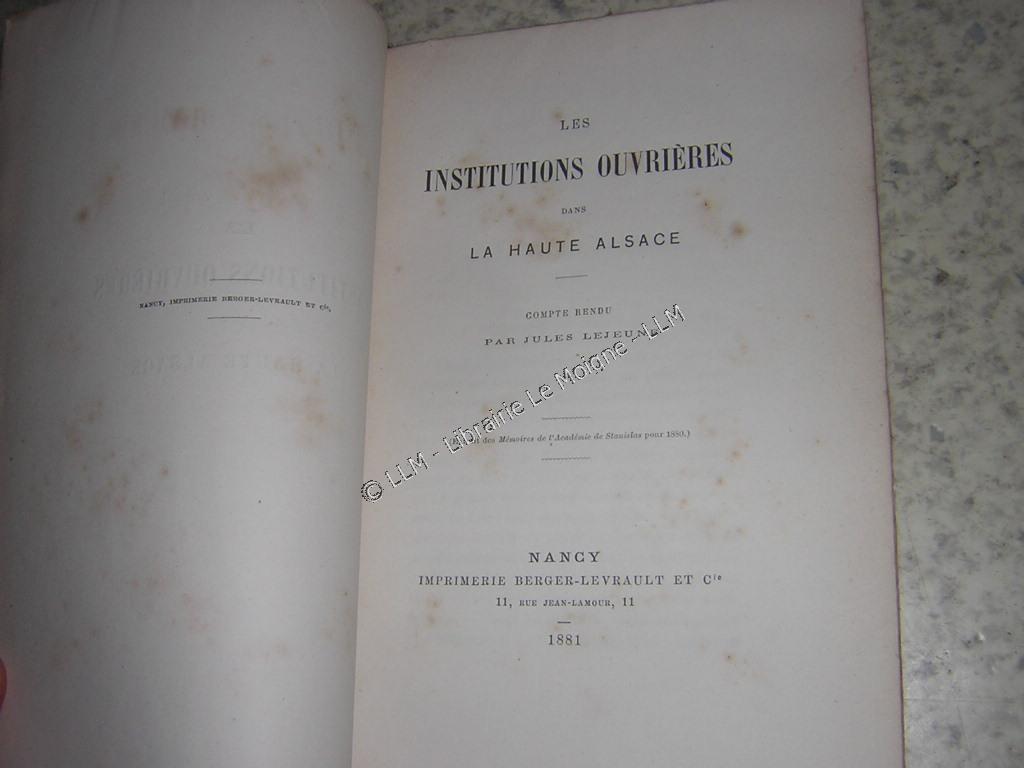 NANCY, IMPRIMERIE BERGER-LEVRAULT ET Cie.
LES
INSTITUTIONS OUVRIÈRES
DANS
LA HAUTE ALSACE
COMPTE RENDU
PAR JULES LEJEUNE
© LLM - Librairie Le Moigne - LLM
des Mémoires de l'Académie de Stanislas pour 1880.)
NANCY
IMPRIMERIE BERGER-LEVRAULT ET Cie
11, RUE JEAN-LAMOUR, 11
1881